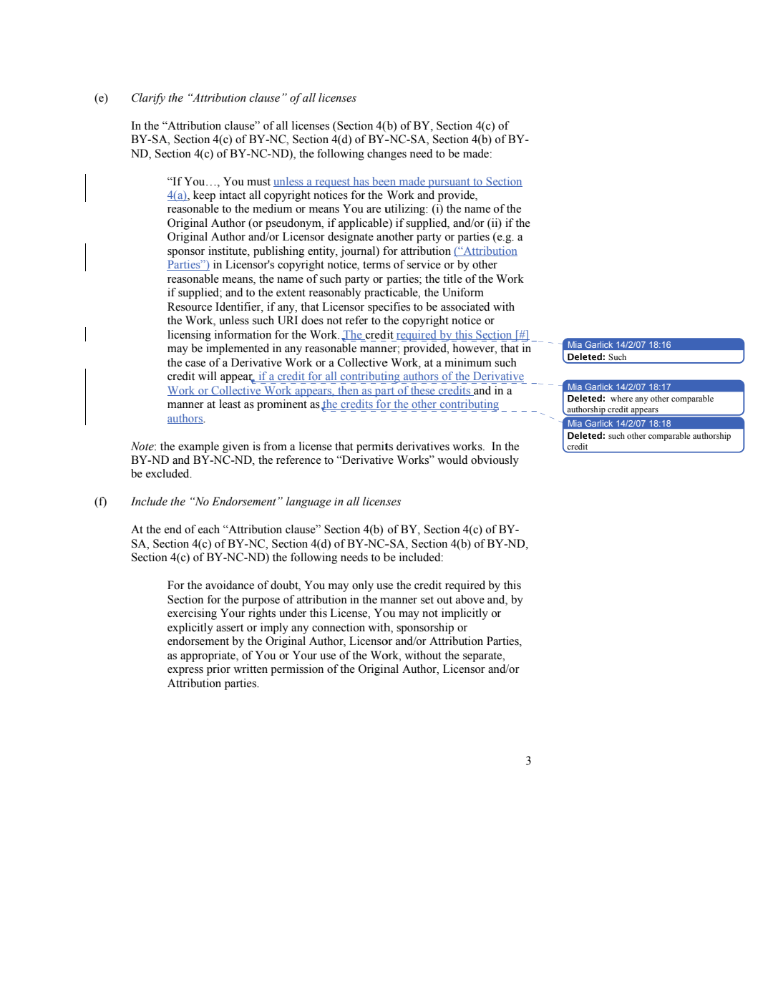 (e) Clarify the “Attribution clause” of all licenses
In the “Attribution clause” of all licenses (Section 4(b) of BY, Section 4(c) of
BY-SA, Section 4(c) of BY-NC, Section 4(d) of BY-NC-SA, Section 4(b) of BY-
ND, Section 4(c) of BY-NC-ND), the following changes need to be made:
“If You…, You must unless a request has been made pursuant to Section
4(a), keep intact all copyright notices for the Work and provide,
reasonable to the medium or means You are utilizing: (i) the name of the
Original Author (or pseudonym, if applicable) if supplied, and/or (ii) if the
Original Author and/or Licensor designate another party or parties (e.g. a
sponsor institute, publishing entity, journal) for attribution (“Attribution
Parties”) in Licensor's copyright notice, terms of service or by other
reasonable means, the name of such party or parties; the title of the Work
if supplied; and to the extent reasonably practicable, the Uniform
Resource Identifier, if any, that Licensor specifies to be associated with
the Work, unless such URI does not refer to the copyright notice or
licensing information for the Work. The credit required by this Section [#]
may be implemented in any reasonable manner; provided, however, that in
the case of a Derivative Work or a Collective Work, at a minimum such
credit will appear, if a credit for all contributing authors of the Derivative
Work or Collective Work appears, then as part of these credits and in a
manner at least as prominent as the credits for the other contributing
authors.
Mia Garlick 14/2/07 18:16
Deleted: Such
Mia Garlick 14/2/07 18:17
Deleted: where any other comparable
authorship credit appears
Mia Garlick 14/2/07 18:18
Deleted: such other comparable authorship
credit
Note: the example given is from a license that permits derivatives works. In the
BY-ND and BY-NC-ND, the reference to “Derivative Works” would obviously
be excluded.
(f) Include the “No Endorsement” language in all licenses
At the end of each “Attribution clause” Section 4(b) of BY, Section 4(c) of BY-
SA, Section 4(c) of BY-NC, Section 4(d) of BY-NC-SA, Section 4(b) of BY-ND,
Section 4(c) of BY-NC-ND) the following needs to be included:
For the avoidance of doubt, You may only use the credit required by this
Section for the purpose of attribution in the manner set out above and, by
exercising Your rights under this License, You may not implicitly or
explicitly assert or imply any connection with, sponsorship or
endorsement by the Original Author, Licensor and/or Attribution Parties,
as appropriate, of You or Your use of the Work, without the separate,
express prior written permission of the Original Author, Licensor and/or
Attribution parties.
3